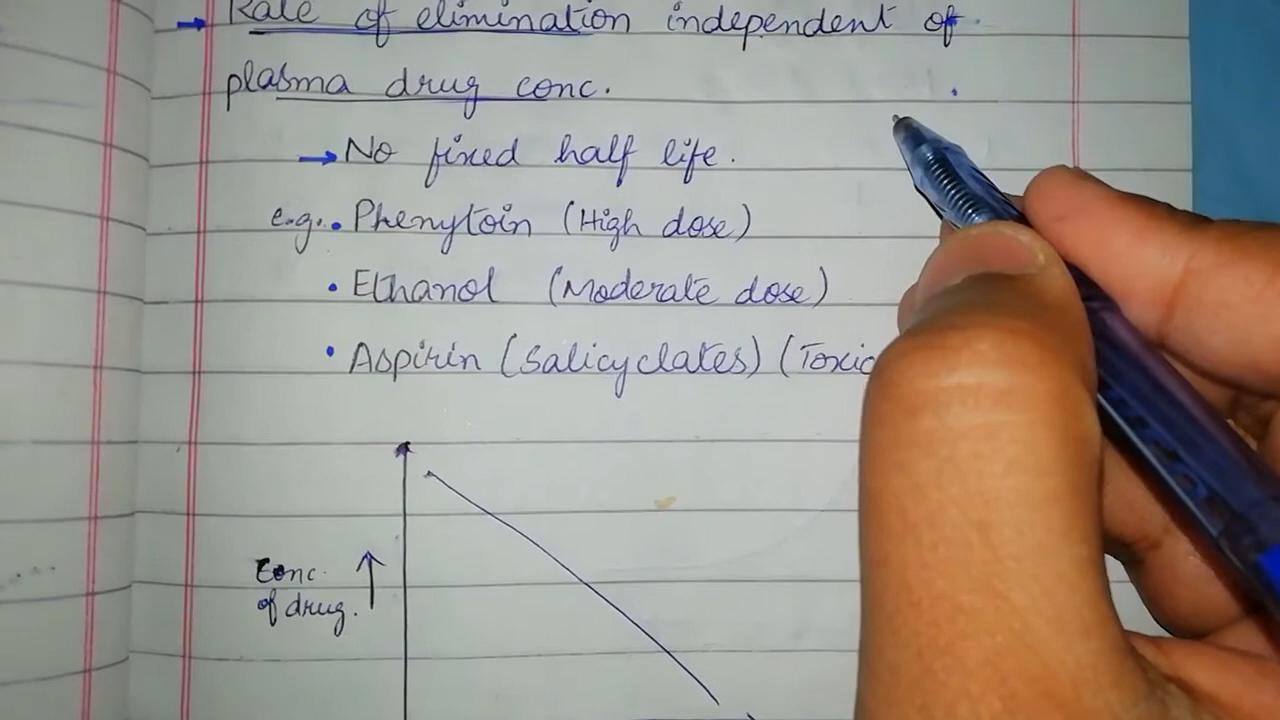 → Rate of elimination independent of
plasma drug conc.
→ No fixed half life.
e.g. • Phenytoin (High dose)
• Ethanol (Moderate dose)
• Aspirin (Salicyclates) (Toxic
Conc.
of drug.